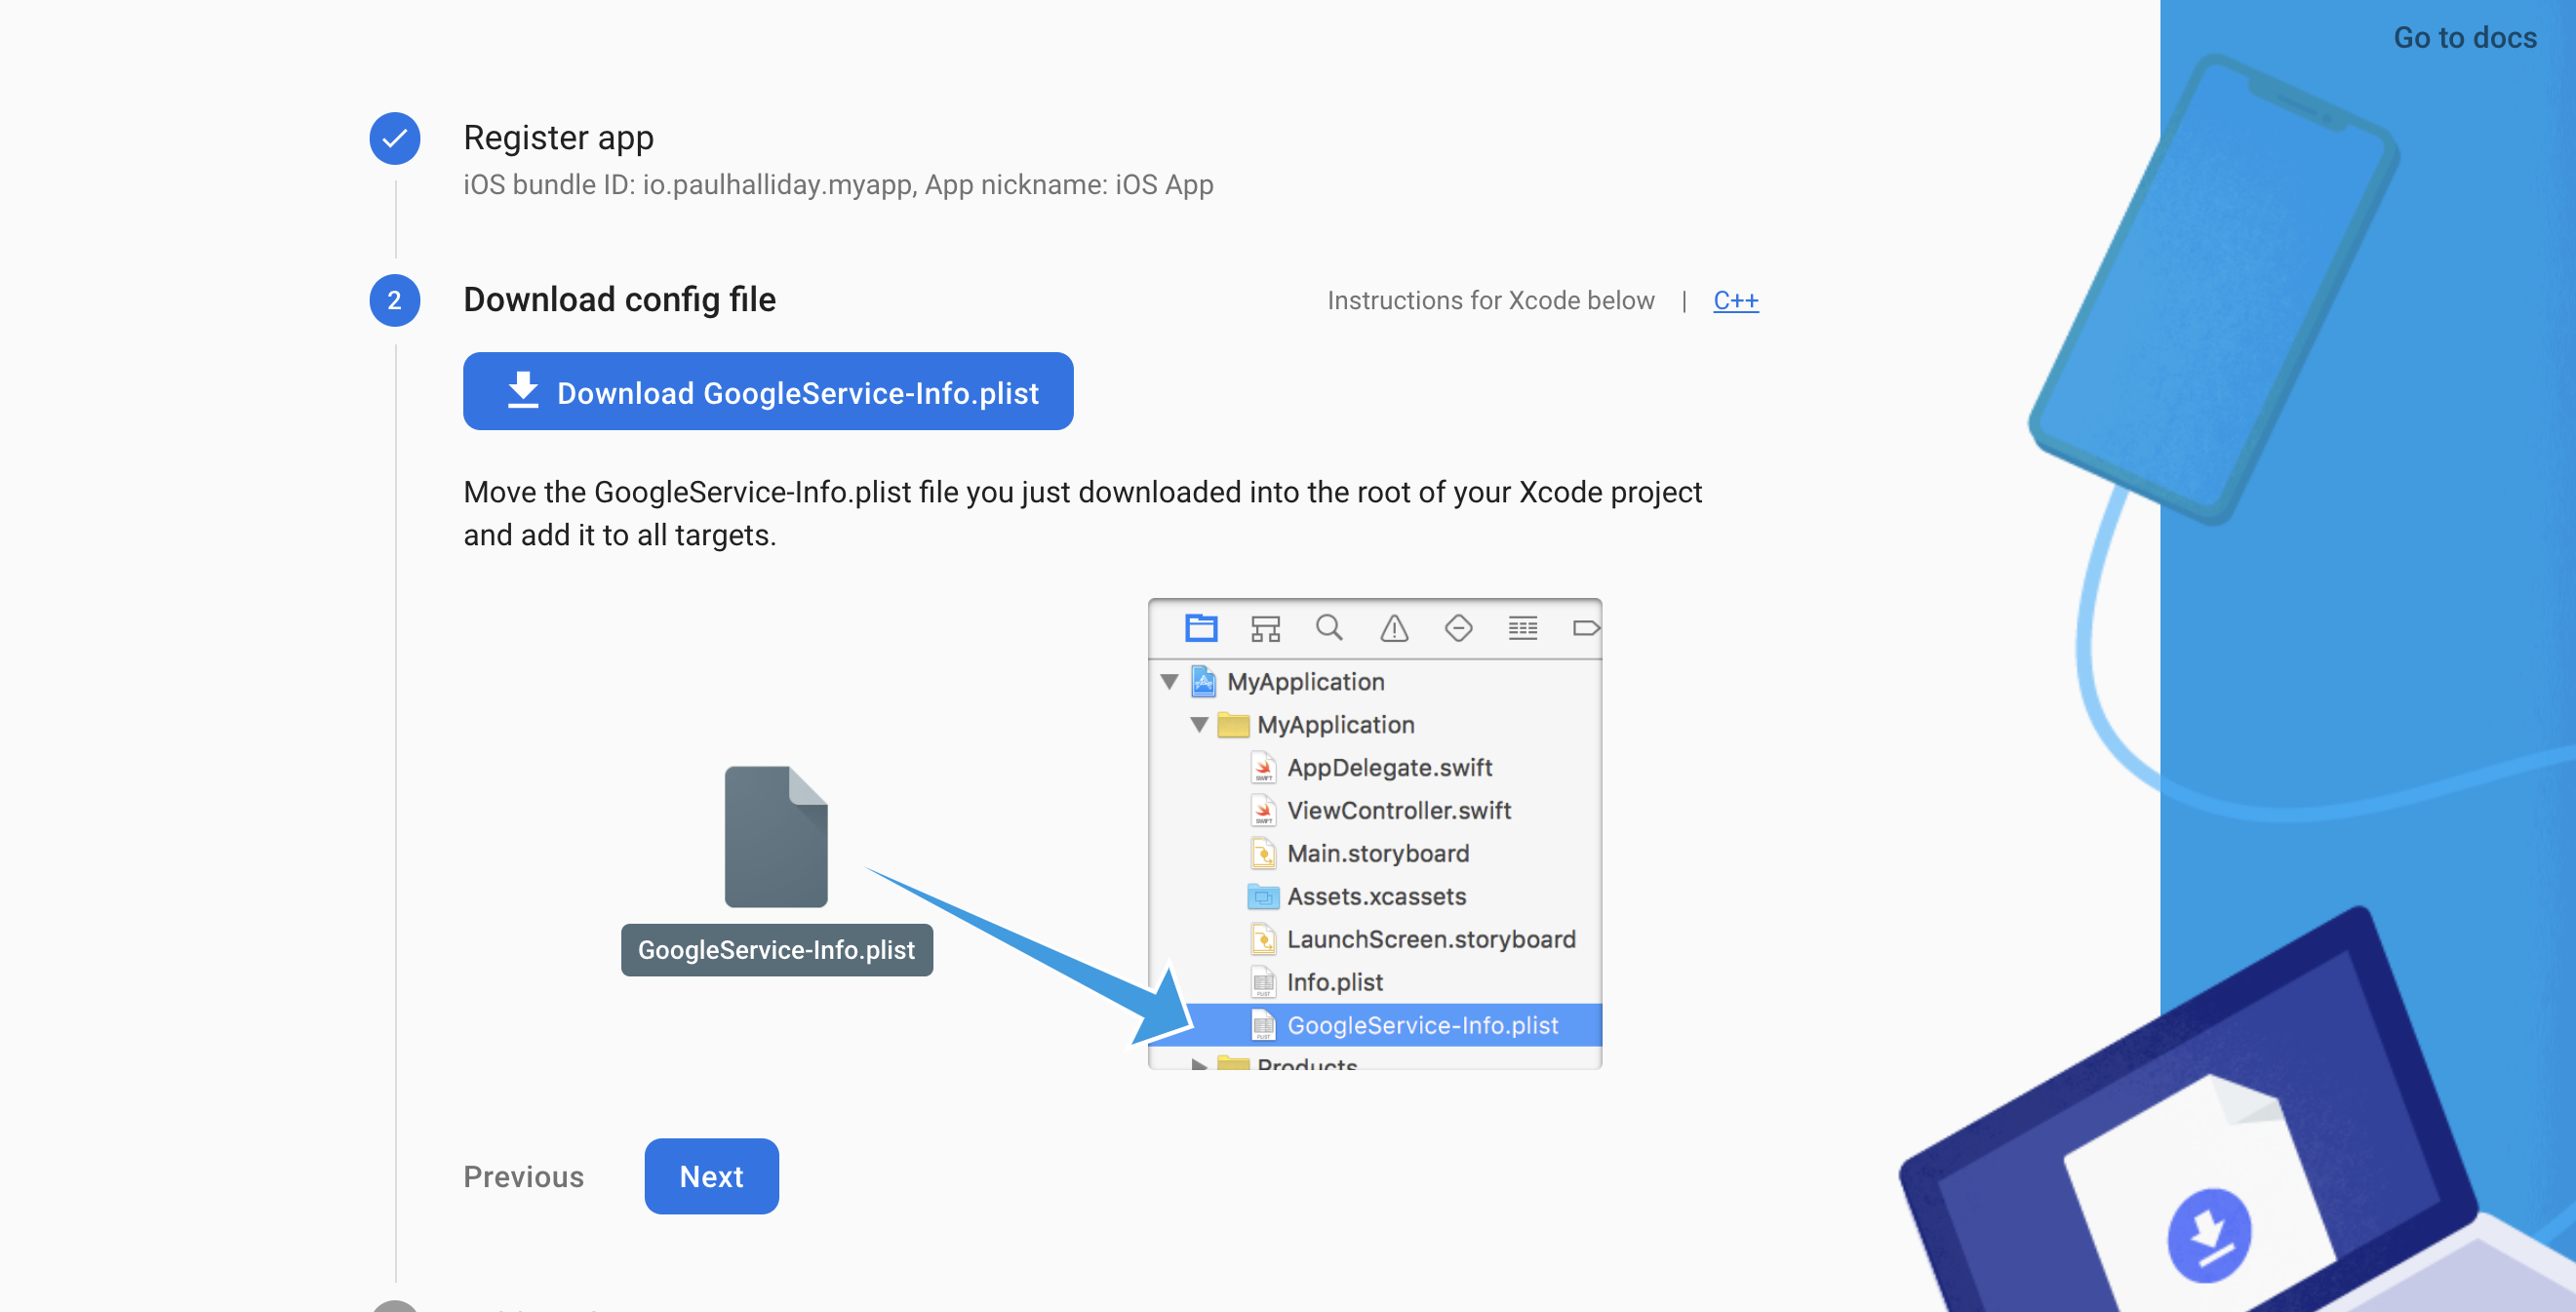 Go to docs
Register app
iOS bundle ID: io.paulhalliday.myapp, App nickname: iOS App
2
Download config file
Instructions for Xcode below | C++
Download GoogleService-Info.plist
Move the GoogleService-Info.plist file you just downloaded into the root of your Xcode project
and add it to all targets.
MyApplication
MyApplication
AppDelegate.swift
ViewController.swift
Main.storyboard
Assets.xcassets
LaunchScreen.storyboard
Info.plist
GoogleService-Info.plist
Products
GoogleService-Info.plist
Previous
Next